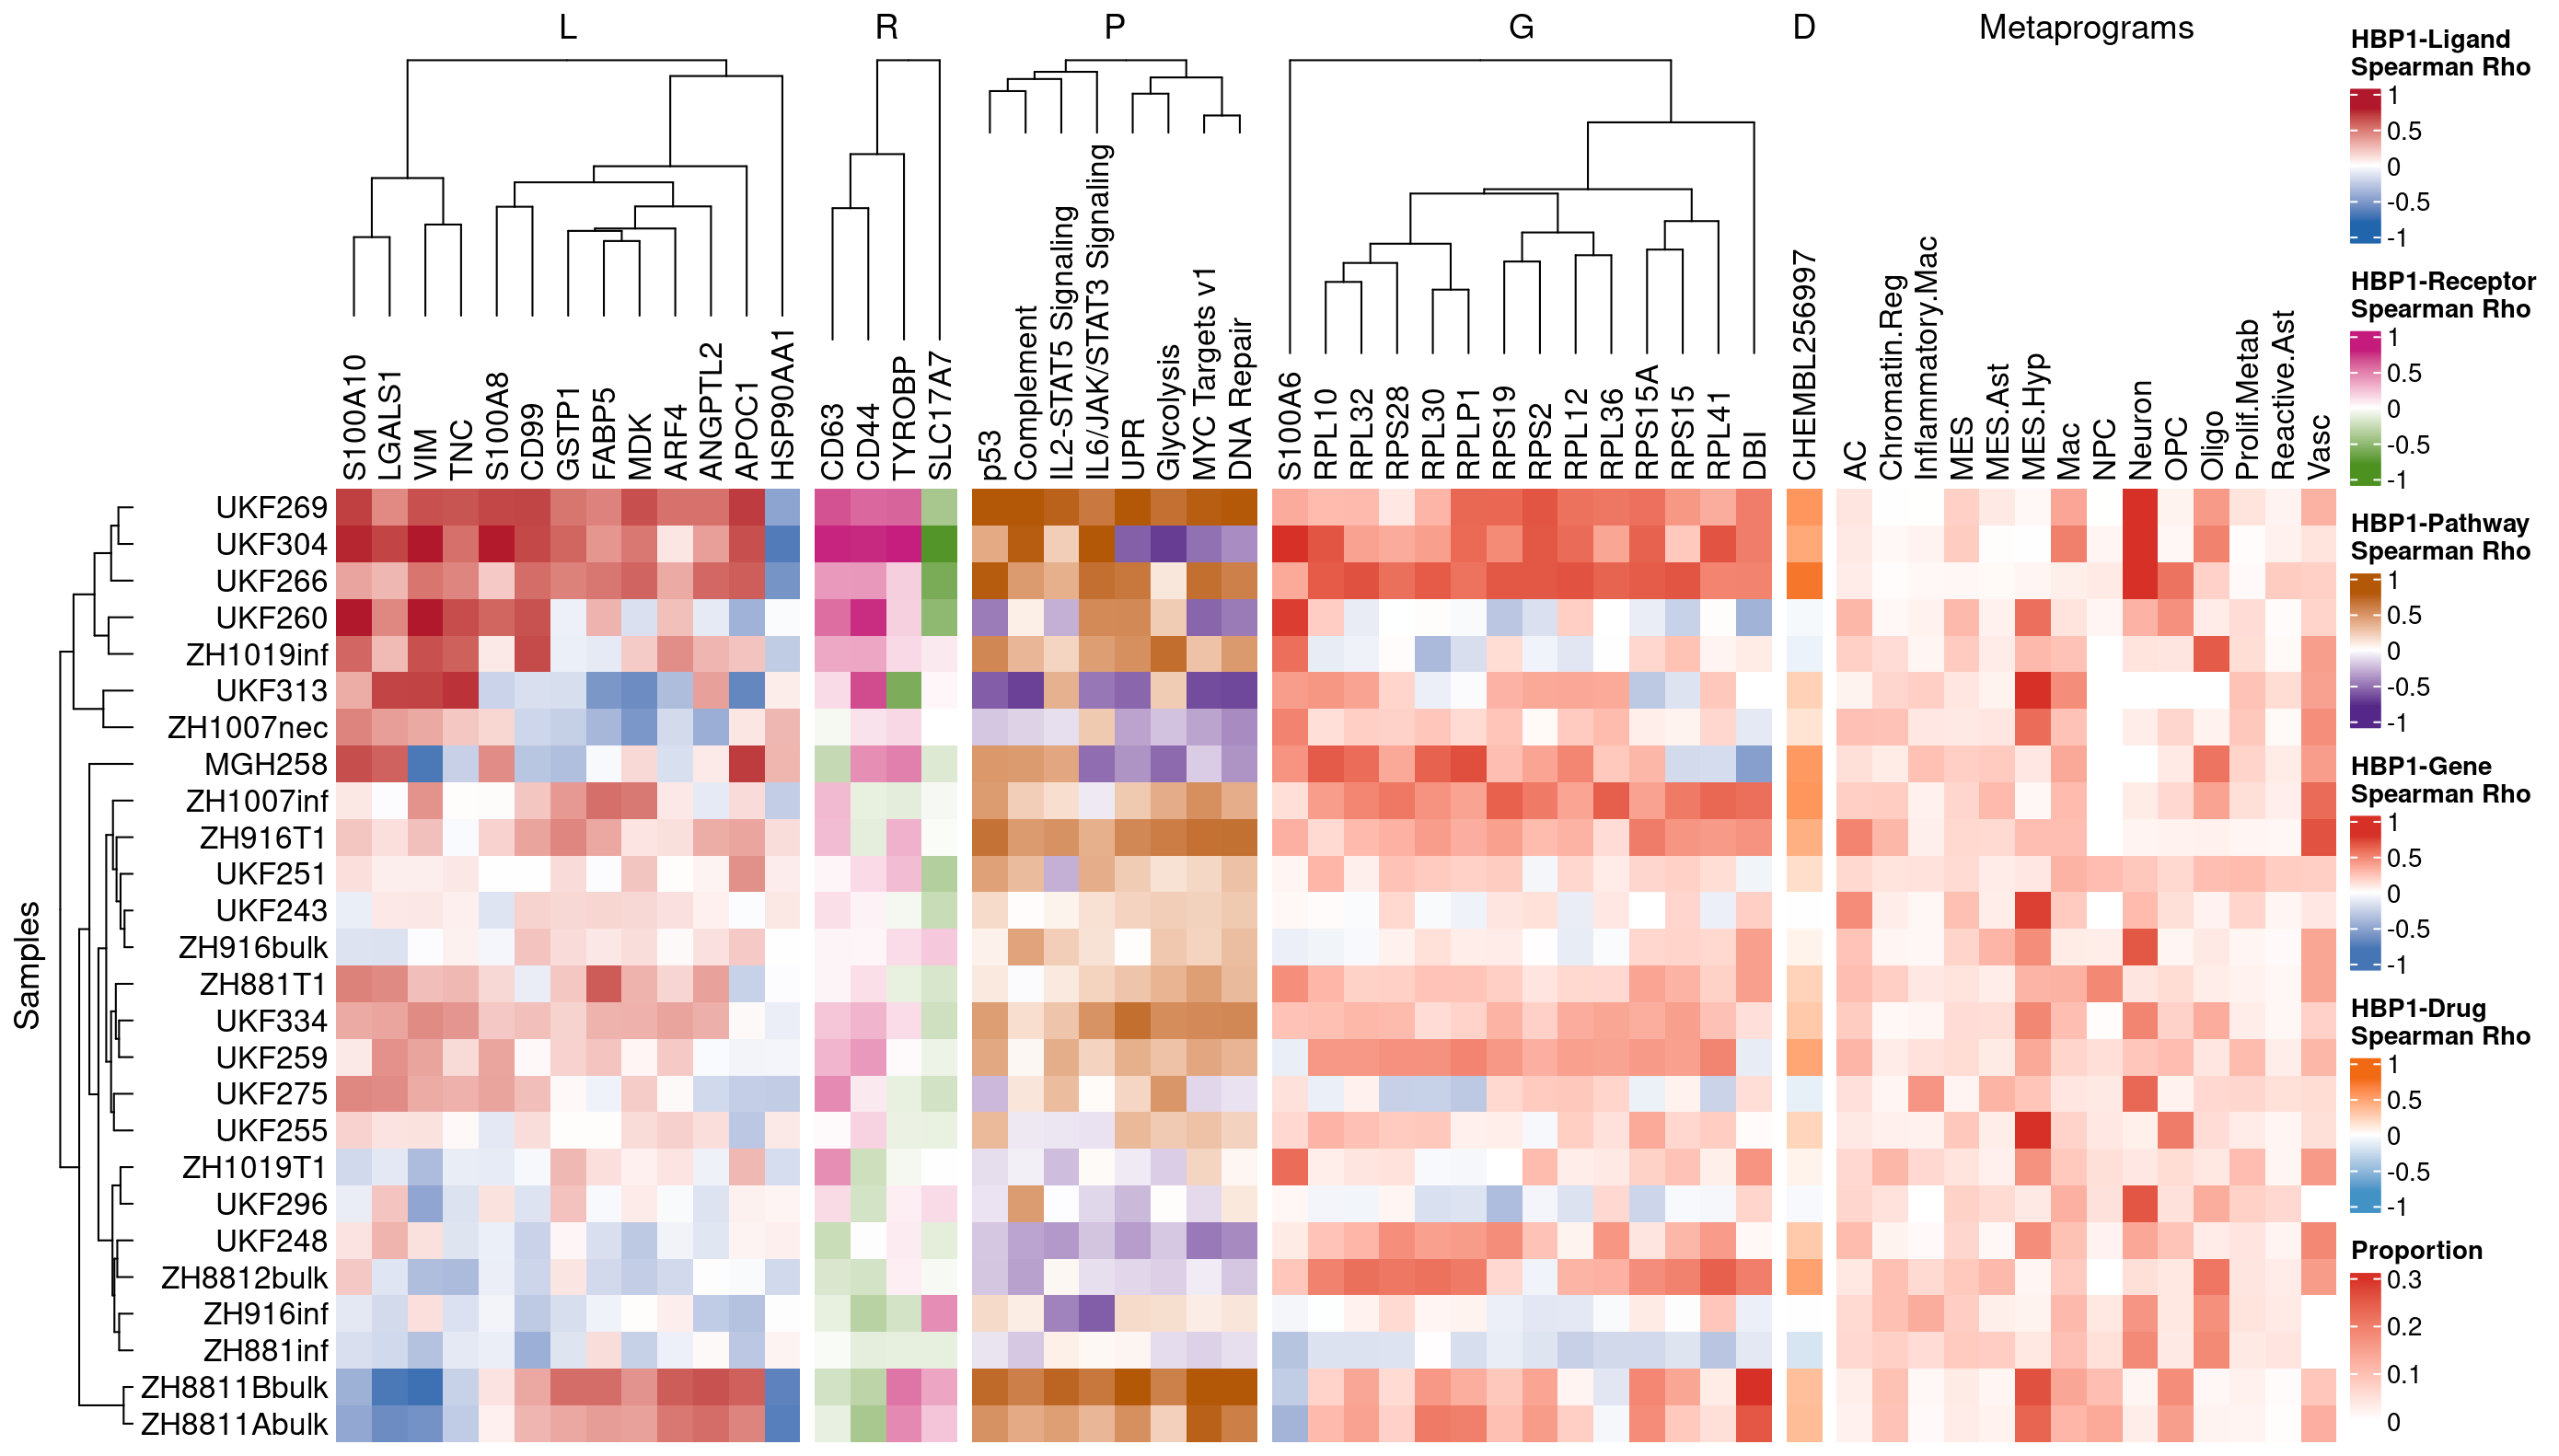 L R P G D Metaprograms
S100A10 LGALS1 VIM TNC S100A8 CD99 GSTP1 FABP5 MDK ARF4 ANGPTL2 APOC1 HSP90AA1
CD63 CD44 TYROBP SLC17A7
p53 Complement IL2-STAT5 Signaling IL6/JAK/STAT3 Signaling UPR Glycolysis MYC Targets v1 DNA Repair
S100A6 RPL10 RPL32 RPS28 RPL30 RPLP1 RPS19 RPS2 RPL12 RPL36 RPS15A RPS15 RPL41 DBI
CHEMBL256997
AC Chromatin.Reg Inflammatory.Mac MES MES.Ast MES.Hyp Mac NPC Neuron OPC Oligo Prolif.Metab Reactive.Ast Vasc
Samples
UKF269
UKF304
UKF266
UKF260
ZH1019inf
UKF313
ZH1007nec
MGH258
ZH1007inf
ZH916T1
UKF251
UKF243
ZH916bulk
ZH881T1
UKF334
UKF259
UKF275
UKF255
ZH1019T1
UKF296
UKF248
ZH8812bulk
ZH916inf
ZH881inf
ZH8811Bbulk
ZH8811Abulk
HBP1-Ligand
Spearman Rho
1
0.5
0
-0.5
-1
HBP1-Receptor
Spearman Rho
1
0.5
0
-0.5
-1
HBP1-Pathway
Spearman Rho
1
0.5
0
-0.5
-1
HBP1-Gene
Spearman Rho
1
0.5
0
-0.5
-1
HBP1-Drug
Spearman Rho
1
0.5
0
-0.5
-1
Proportion
0.3
0.2
0.1
0